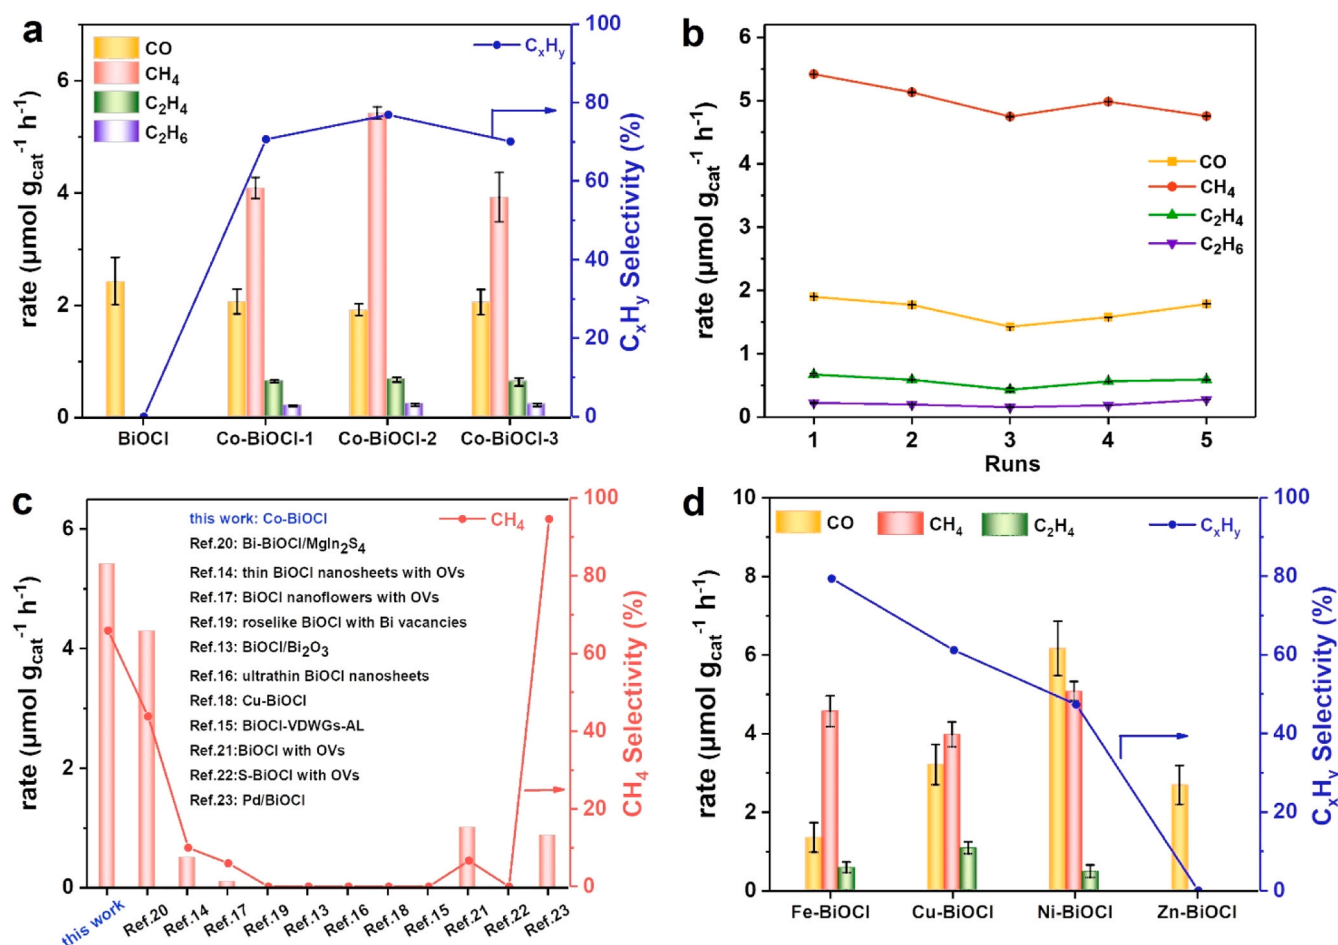 a
CO
CH₄
C₂H₄
C₂H₆
CₓHᵧ
rate (μmol g_cat⁻¹ h⁻¹)
0
2
4
6
CₓHᵧ Selectivity (%)
0
20
40
60
80
100
BiOCl Co-BiOCl-1 Co-BiOCl-2 Co-BiOCl-3
b
rate (μmol g_cat⁻¹ h⁻¹)
6
5
4
3
2
1
0
CO
CH₄
C₂H₄
C₂H₆
1 2 3 4 5
Runs
c
this work: Co-BiOCl
Ref.20: Bi-BiOCl/MgIn₂S₄
Ref.14: thin BiOCl nanosheets with OVs
Ref.17: BiOCl nanoflowers with OVs
Ref.19: roselike BiOCl with Bi vacancies
Ref.13: BiOCl/Bi₂O₃
Ref.16: ultrathin BiOCl nanosheets
Ref.18: Cu-BiOCl
Ref.15: BiOCl-VDWGs-AL
Ref.21:BiOCl with OVs
Ref.22:S-BiOCl with OVs
Ref.23: Pd/BiOCl
CH₄
rate (μmol g_cat⁻¹ h⁻¹)
6
4
2
0
CH₄ Selectivity (%)
100
80
60
40
20
0
this work Ref.20 Ref.14 Ref.17 Ref.19 Ref.13 Ref.16 Ref.18 Ref.15 Ref.21 Ref.22 Ref.23
d
CO CH₄ C₂H₄ CₓHᵧ
rate (μmol g_cat⁻¹ h⁻¹)
10
8
6
4
2
0
CₓHᵧ Selectivity (%)
100
80
60
40
20
0
Fe-BiOCl Cu-BiOCl Ni-BiOCl Zn-BiOCl